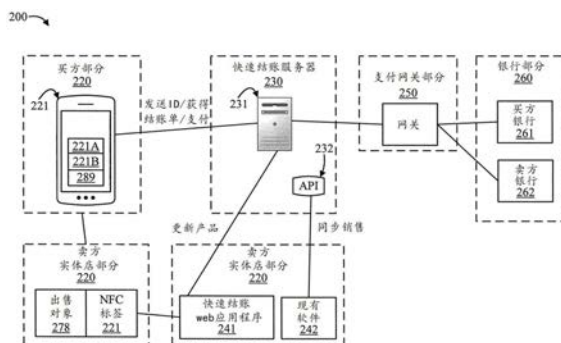 200
买方部分
220
221
221A
221B
289
发送ID/获得
结账单/支付
快速结账服务器
230
231
232
API
支付网关部分
250
网关
银行部分
260
买方
银行
261
卖方
银行
262
更新产品
同步销售
卖方
实体店部分
220
出售
对象
278
NFC
标签
221
卖方
实体店部分
220
快速结账
web应用程序
241
现有
软件
242